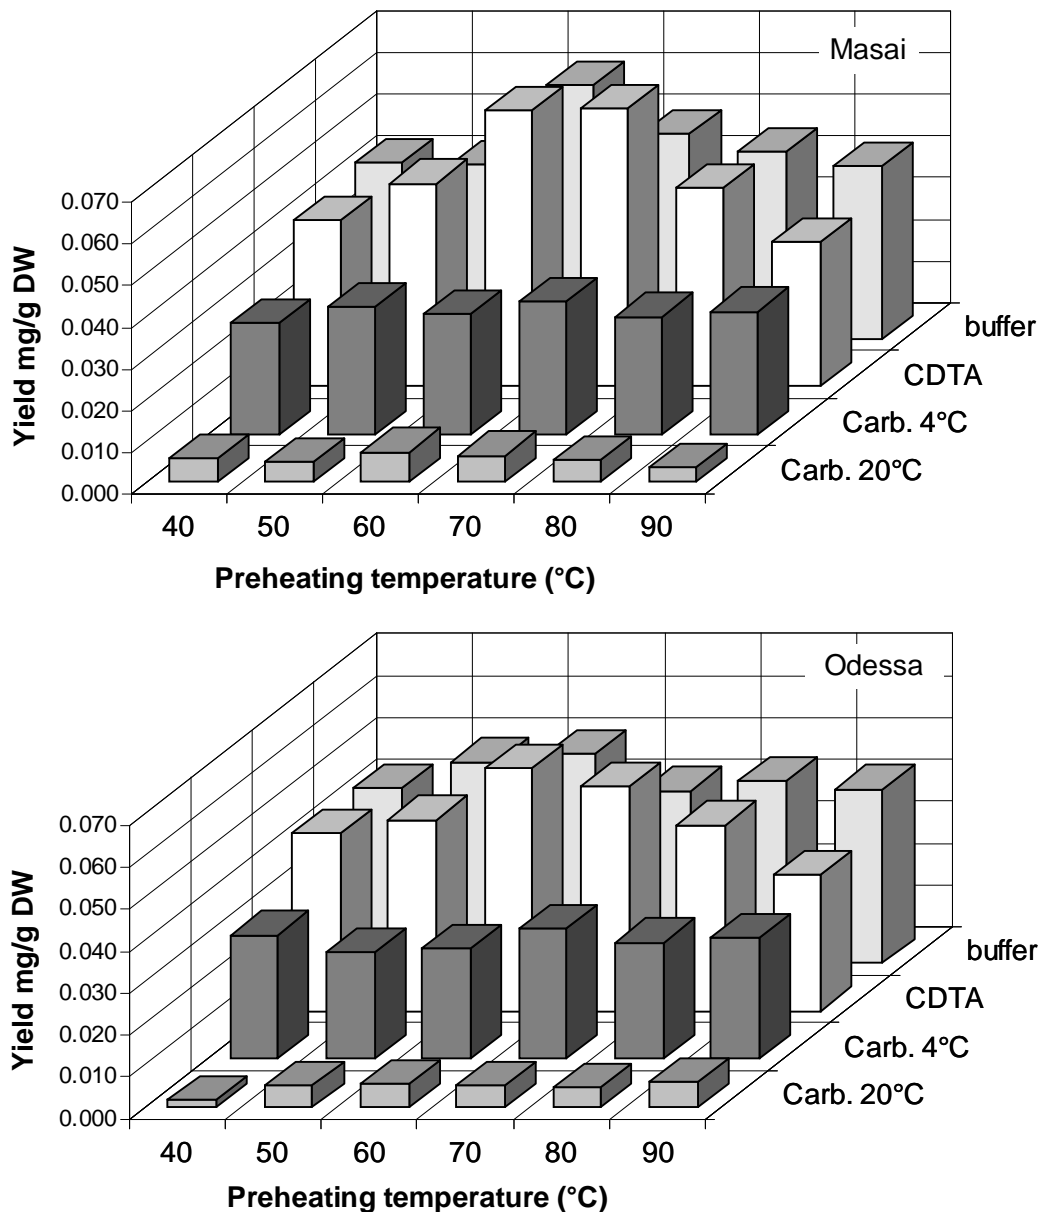 Masai
Yield mg/g DW
0.070
0.060
0.050
0.040
0.030
0.020
0.010
0.000
buffer
CDTA
Carb. 4°C
Carb. 20°C
40 50 60 70 80 90
Preheating temperature (°C)
Odessa
Yield mg/g DW
0.070
0.060
0.050
0.040
0.030
0.020
0.010
0.000
buffer
CDTA
Carb. 4°C
Carb. 20°C
40 50 60 70 80 90
Preheating temperature (°C)